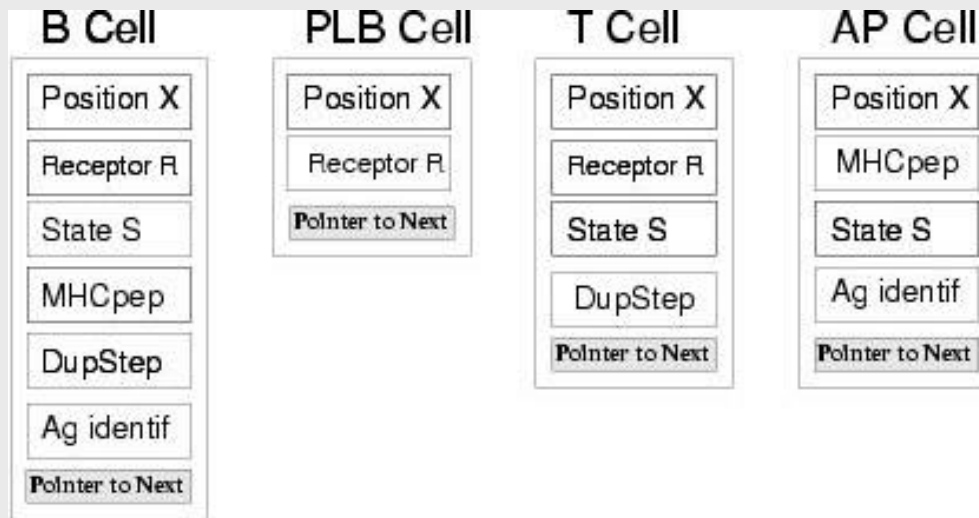 B Cell
Position X
Receptor R
State S
MHCpep
DupStep
Ag identif
Pointer to Next
PLB Cell
Position X
Receptor R
Pointer to Next
T Cell
Position X
Receptor R
State S
DupStep
Pointer to Next
AP Cell
Position X
MHCpep
State S
Ag identif
Pointer to Next